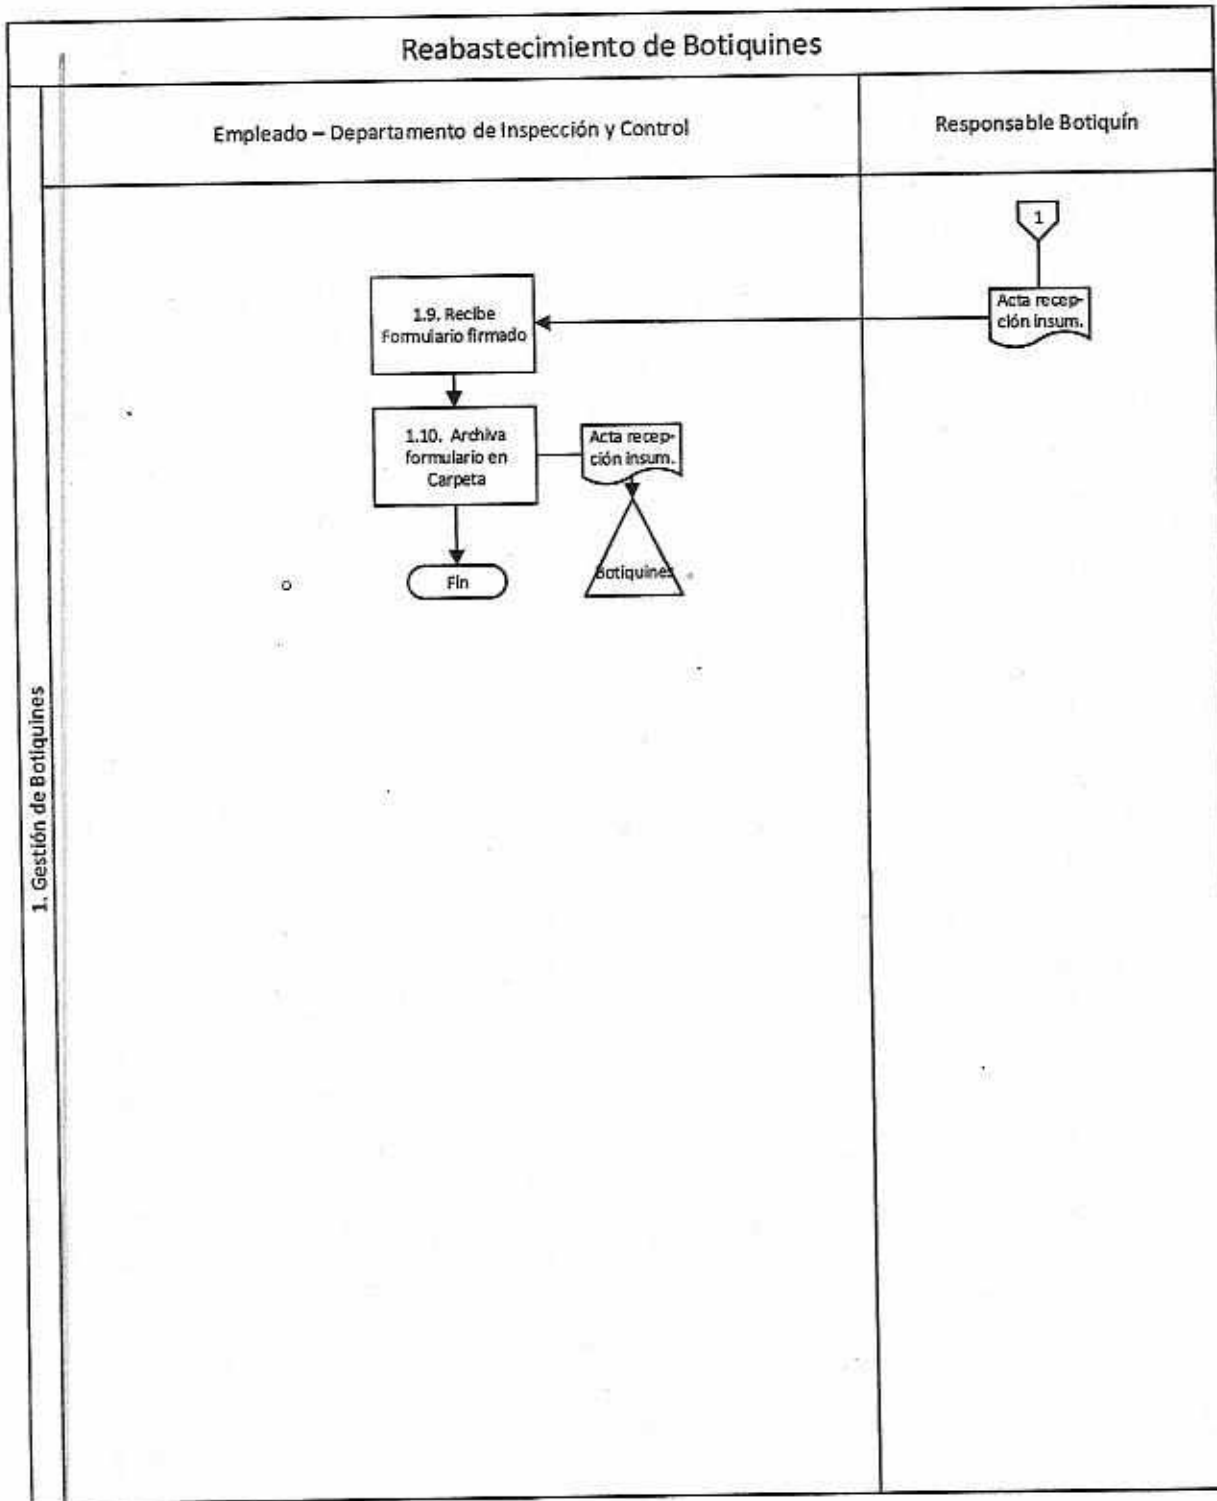 Reabastecimiento de Botiquines
Empleado – Departamento de Inspección y Control
Responsable Botiquín
1. Gestión de Botiquines
1
Acta recep-
ción insum.
1.9. Recibe
Formulario firmado
1.10. Archiva
formulario en
Carpeta
Acta recep-
ción insum.
Botiquines
Fin